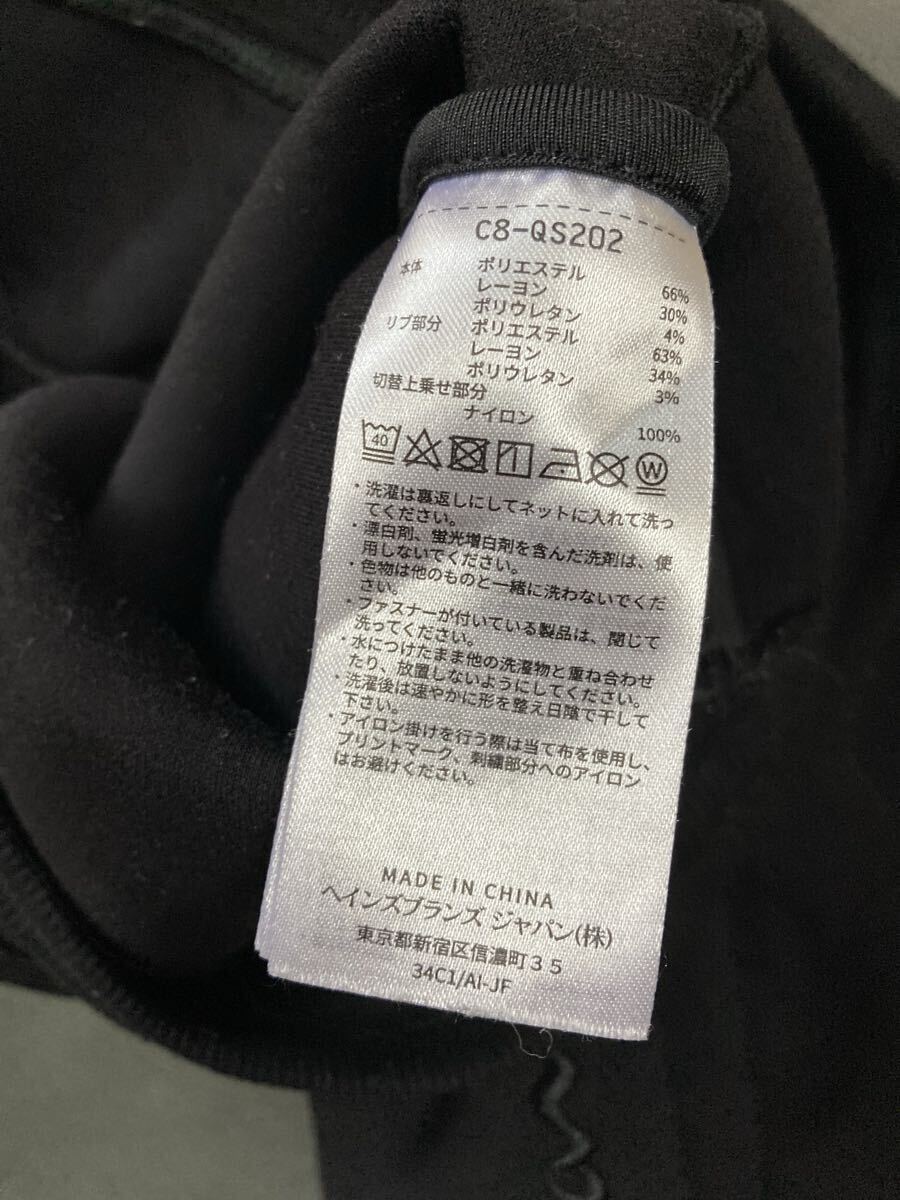 C8-QS202
本体 ポリエステル 66%
レーヨン 30%
ポリウレタン 4%
リブ部分 ポリエステル 63%
レーヨン 34%
ポリウレタン 3%
切替上乗せ部分
ナイロン 100%
40 W
・洗濯は裏返しにしてネットに入れて洗っ
てください。
・漂白剤、蛍光増白剤を含んだ洗剤は、使
用しないでください。
・色物は他のものと一緒に洗わないでくだ
さい。
・ファスナーが付いている製品は、閉じて
洗ってください。
・水につけたまま他の洗濯物と重ね合わせ
たり、放置しないようにしてください。
・洗濯後は速やかに形を整え日陰で干して
下さい。
・アイロン掛けを行う際は当て布を使用し、
プリントマーク、刺繍部分へのアイロン
はお避けください。
MADE IN CHINA
ヘインズブランズ ジャパン(株)
東京都新宿区信濃町３５
34C1/AI-JF